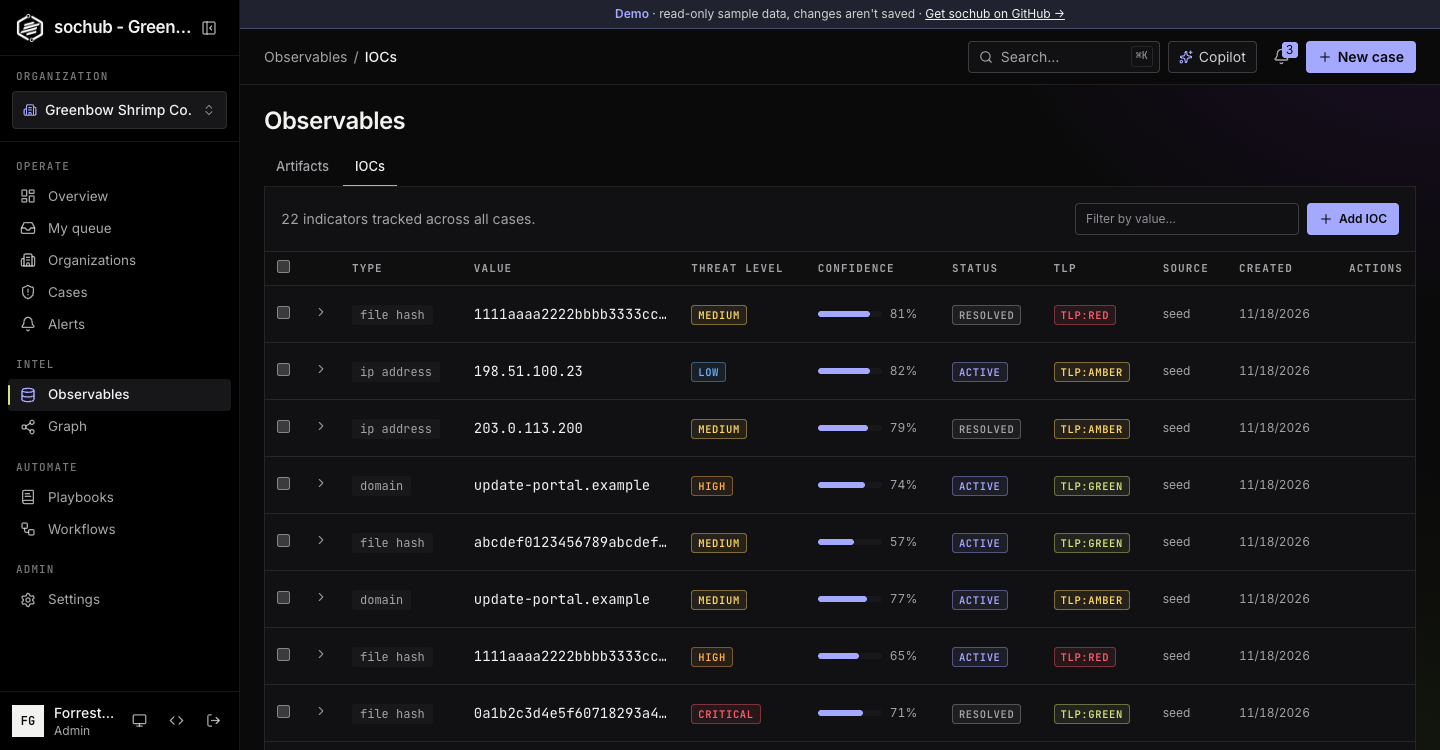 Demo · read-only sample data, changes aren't saved · Get sochub on GitHub →
sochub - Green...
ORGANIZATION
Greenbow Shrimp Co.
OPERATE
Overview
My queue
Organizations
Cases
Alerts
INTEL
Observables
Graph
AUTOMATE
Playbooks
Workflows
ADMIN
Settings
FG
Forrest...
Admin
Observables / IOCs
Search...
⌘K
Copilot
3
+ New case
Observables
Artifacts IOCs
22 indicators tracked across all cases.
Filter by value...
+ Add IOC
TYPE VALUE THREAT LEVEL CONFIDENCE STATUS TLP SOURCE CREATED ACTIONS
file hash 1111aaaa2222bbbb3333cc... MEDIUM 81% RESOLVED TLP:RED seed 11/18/2026
ip address 198.51.100.23 LOW 82% ACTIVE TLP:AMBER seed 11/18/2026
ip address 203.0.113.200 MEDIUM 79% RESOLVED TLP:AMBER seed 11/18/2026
domain update-portal.example HIGH 74% ACTIVE TLP:GREEN seed 11/18/2026
file hash abcdef0123456789abcdef... MEDIUM 57% ACTIVE TLP:GREEN seed 11/18/2026
domain update-portal.example MEDIUM 77% ACTIVE TLP:AMBER seed 11/18/2026
file hash 1111aaaa2222bbbb3333cc... HIGH 65% ACTIVE TLP:RED seed 11/18/2026
file hash 0a1b2c3d4e5f60718293a4... CRITICAL 71% RESOLVED TLP:GREEN seed 11/18/2026